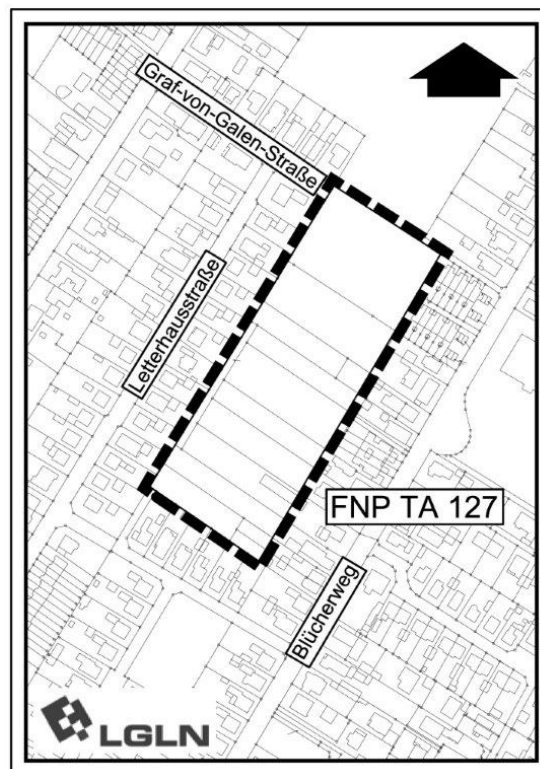 Graf-von-Galen-Straße
Letterhausstraße
FNP TA 127
Blücherweg
LGLN